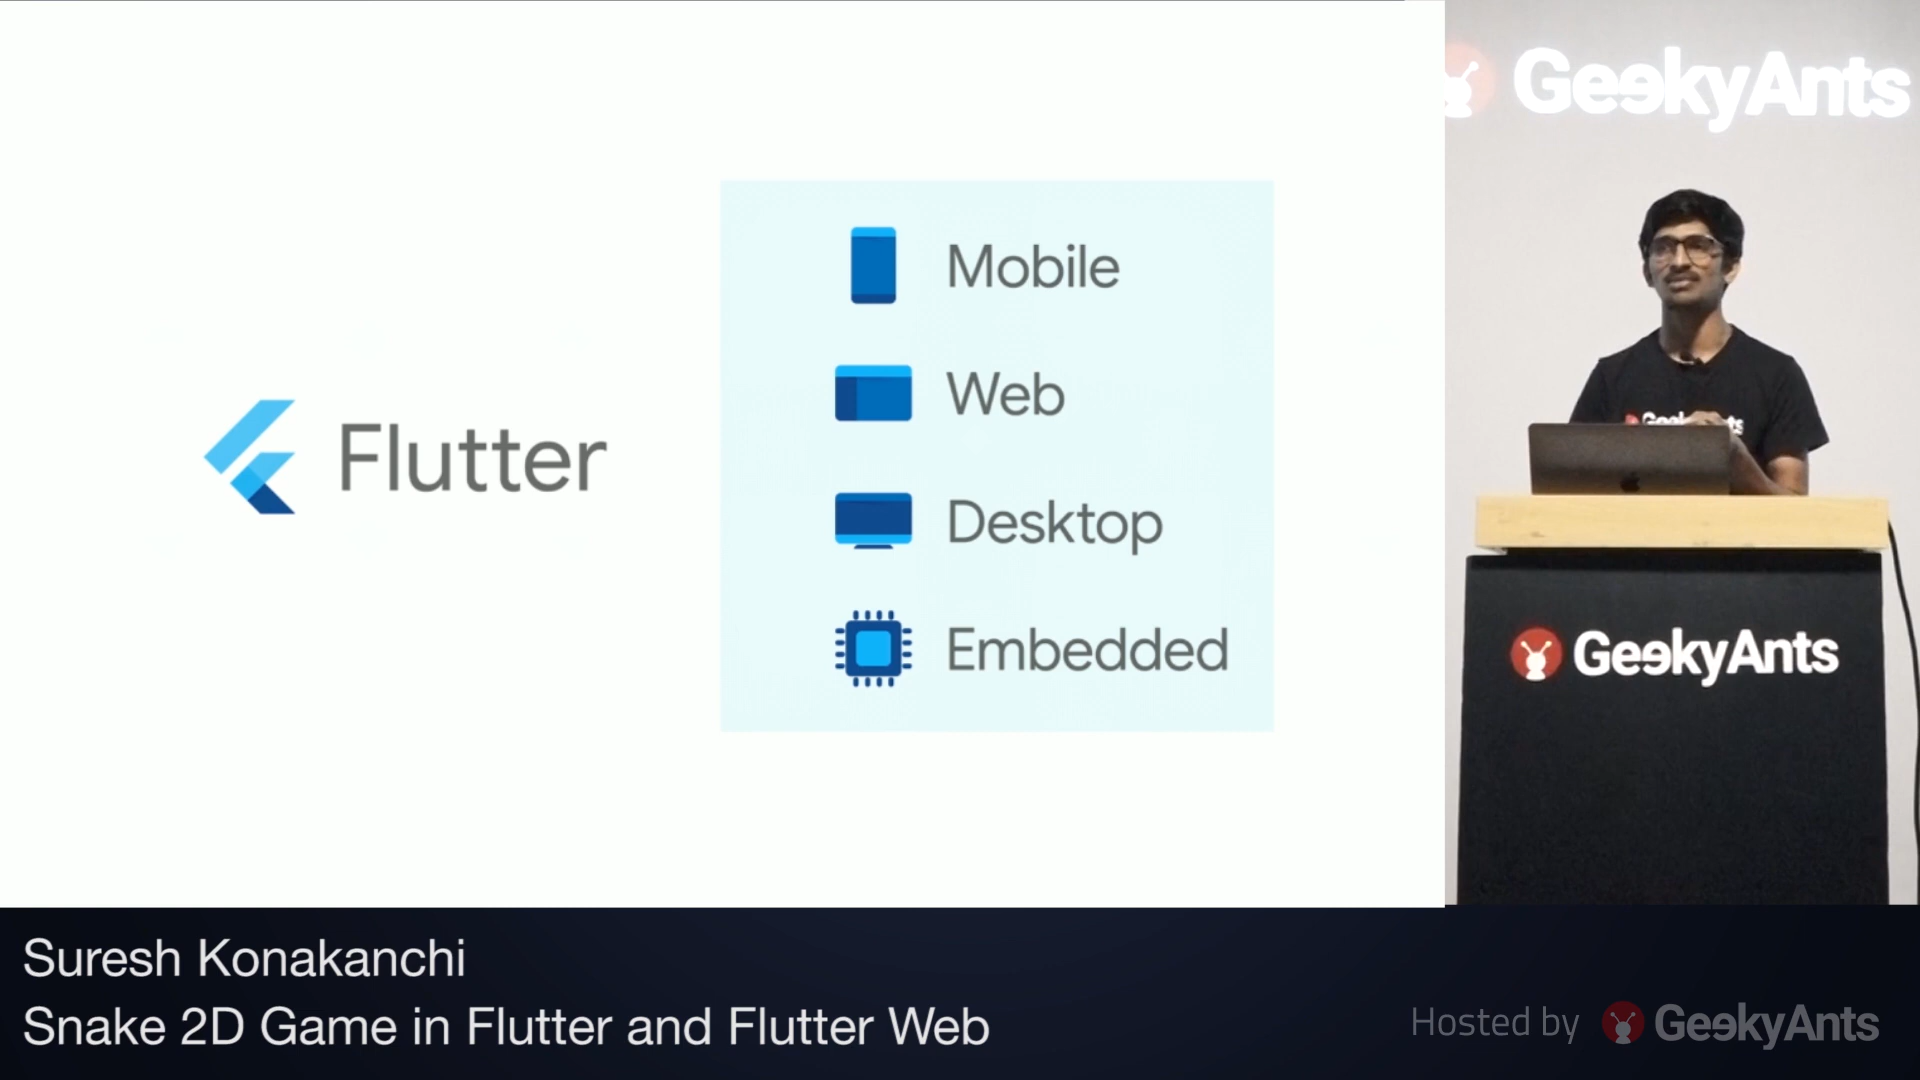 Flutter
Mobile
Web
Desktop
Embedded
GeekyAnts
GeekyAnts
GeekyAnts
Suresh Konakanchi
Snake 2D Game in Flutter and Flutter Web
Hosted by GeekyAnts